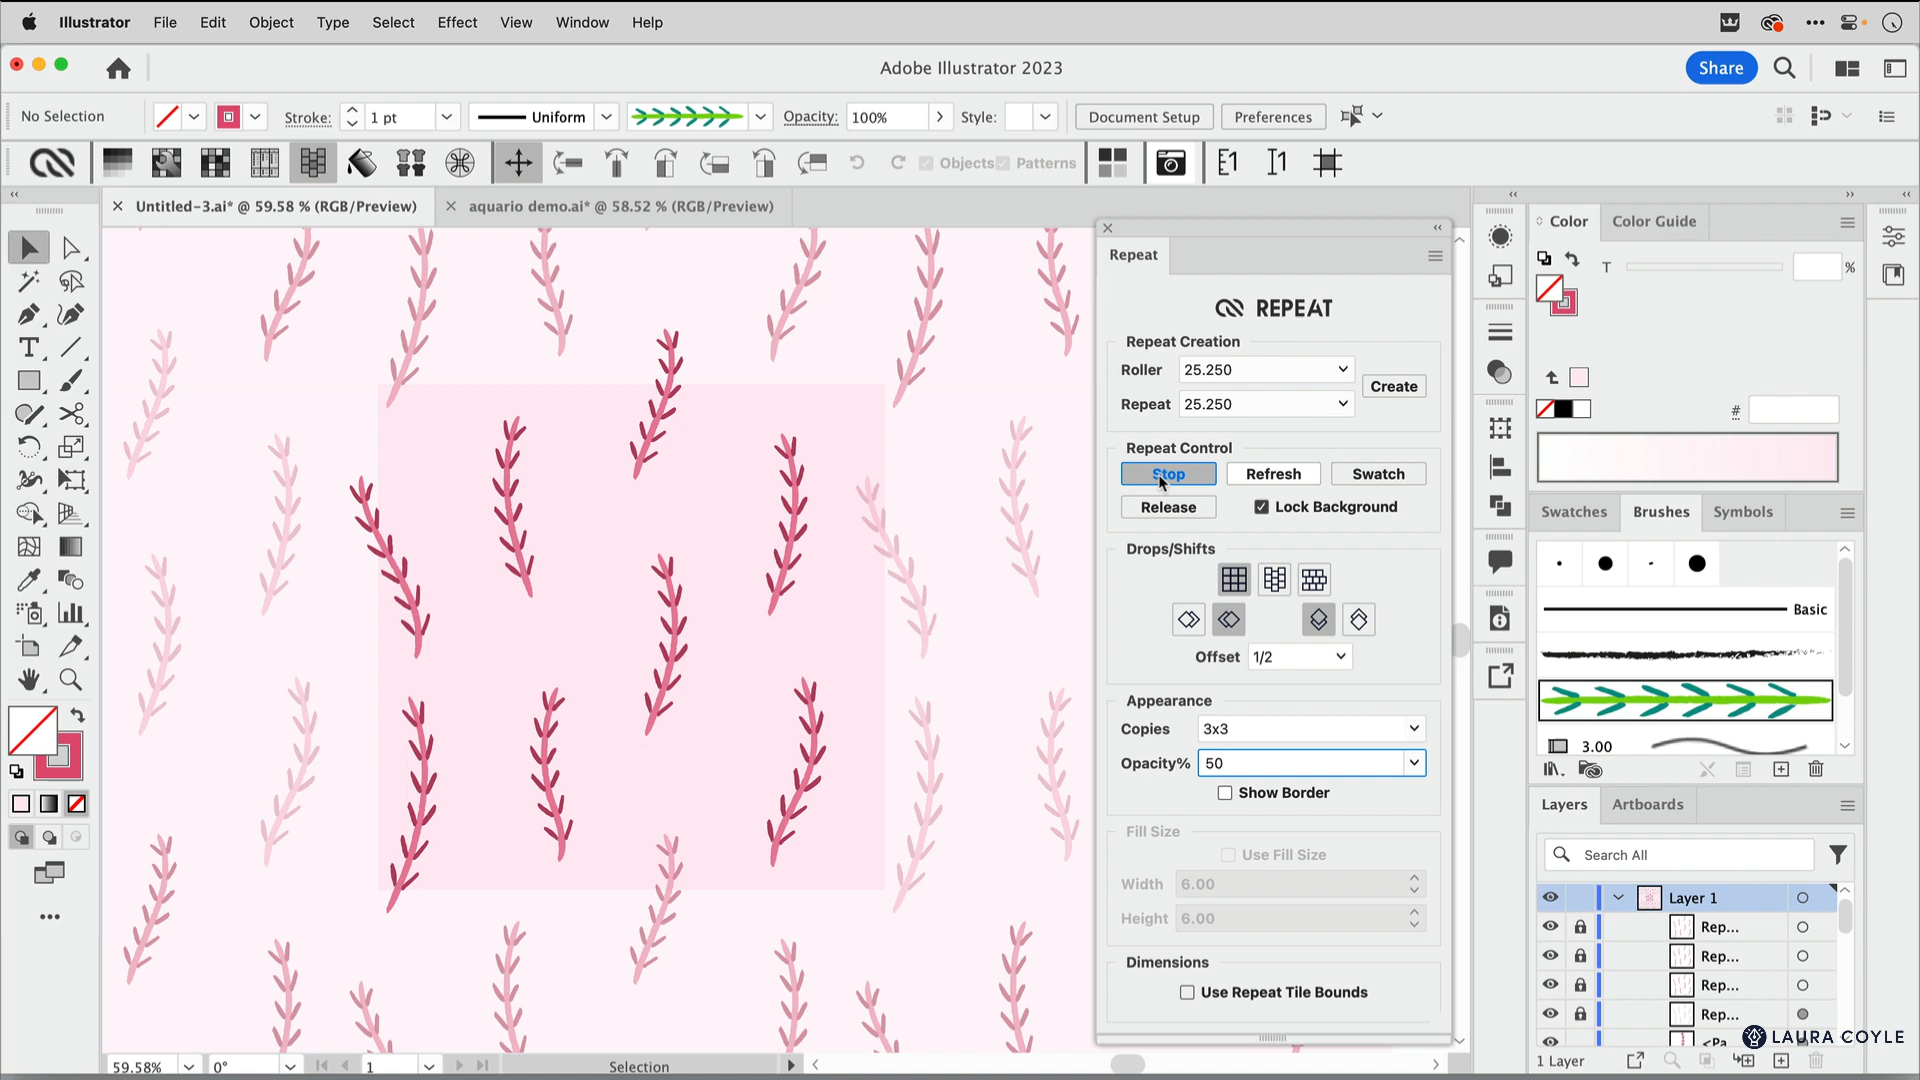 Illustrator File Edit Object Type Select Effect View Window Help
Adobe Illustrator 2023
Share
No Selection
Stroke:
1 pt
Uniform
Opacity:
100%
Style:
Document Setup
Preferences
Objects
Patterns
Untitled-3.ai* @ 59.58 % (RGB/Preview)
aquario demo.ai* @ 58.52 % (RGB/Preview)
Repeat
REPEAT
Repeat Creation
Roller 25.250
Create
Repeat 25.250
Repeat Control
Stop Refresh Swatch
Release Lock Background
Drops/Shifts
Offset 1/2
Appearance
Copies 3x3
Opacity% 50
Show Border
Fill Size
Use Fill Size
Width 6.00
Height 6.00
Dimensions
Use Repeat Tile Bounds
Color Color Guide
T %
#
Swatches Brushes Symbols
Basic
3.00
Layers Artboards
Search All
Layer 1
Rep...
Rep...
Rep...
Rep...
<Pa
1 Layer
59.58% 0° 1 Selection
LAURA COYLE